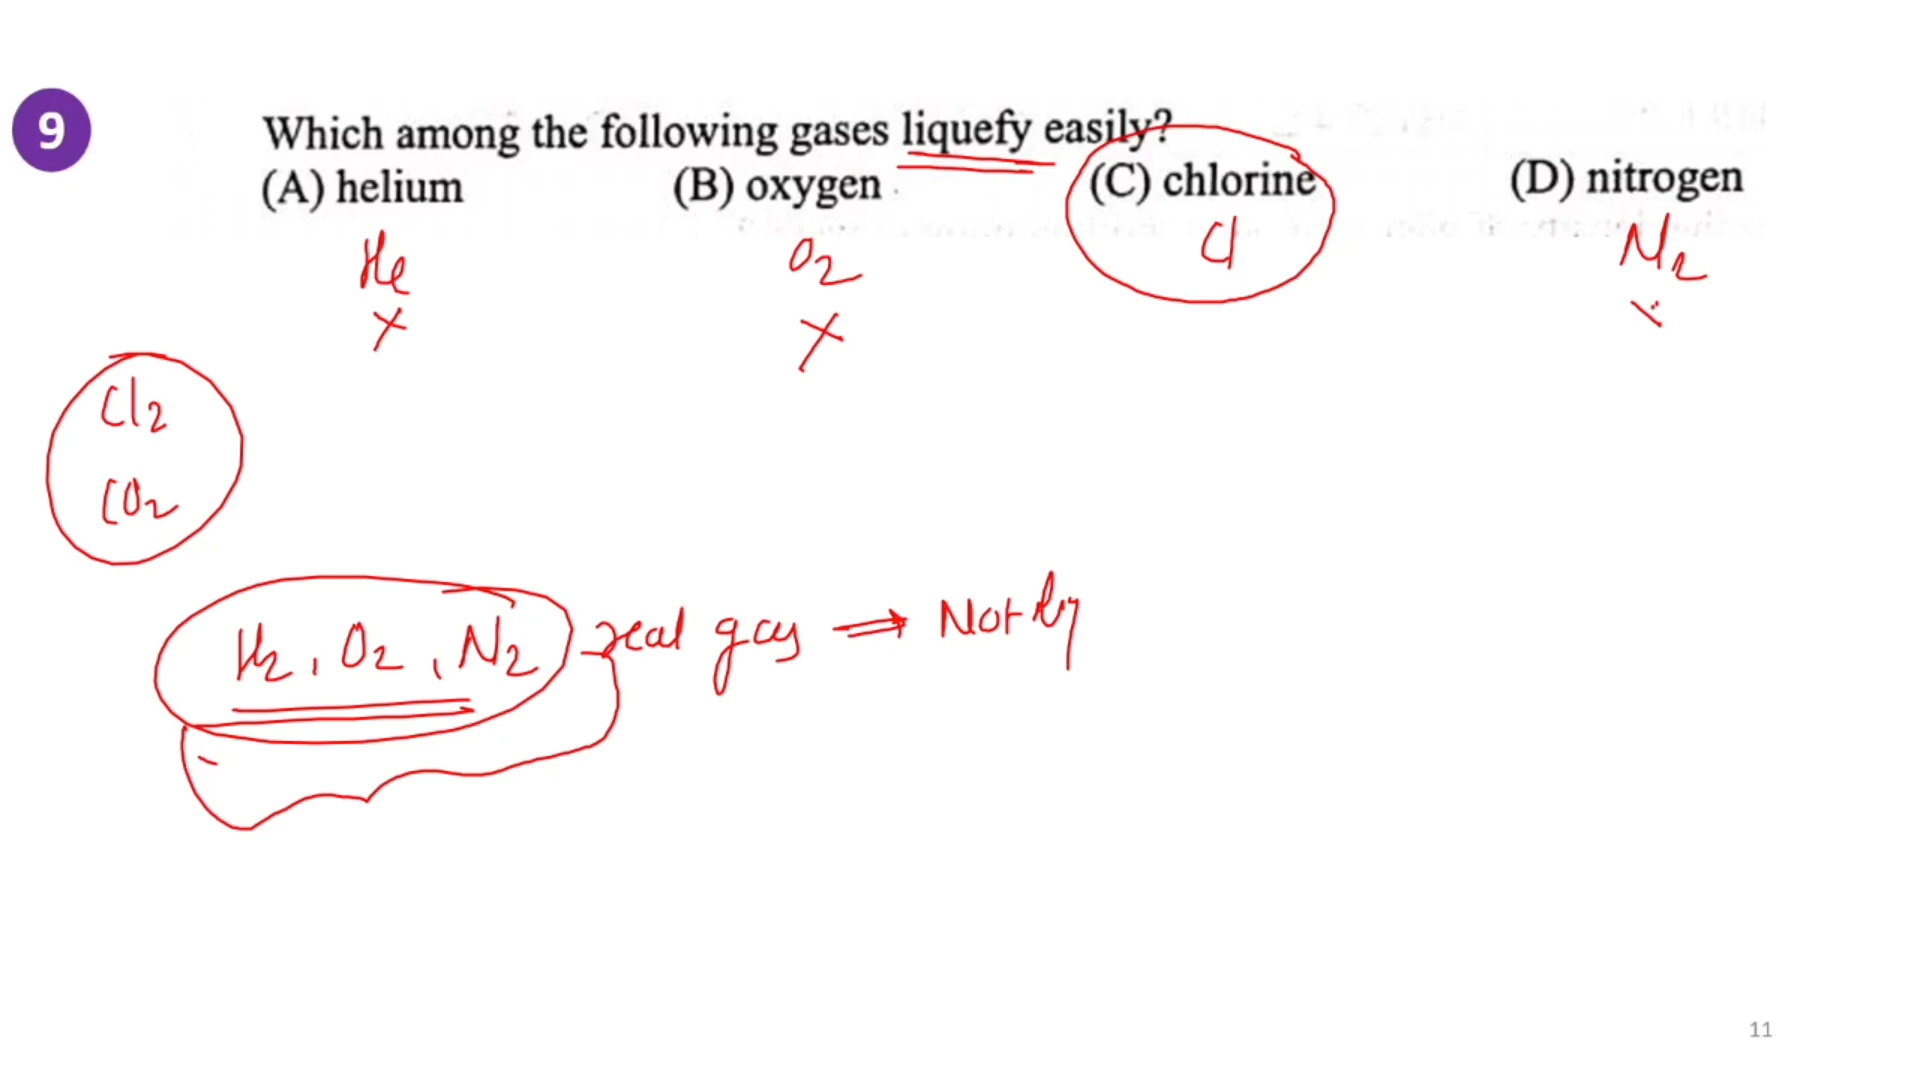 9
Which among the following gases liquefy easily?
(A) helium (B) oxygen (C) chlorine (D) nitrogen
He O2 Cl N2
x x
Cl2
CO2
H2, O2, N2 real gas ⇒ Not
11